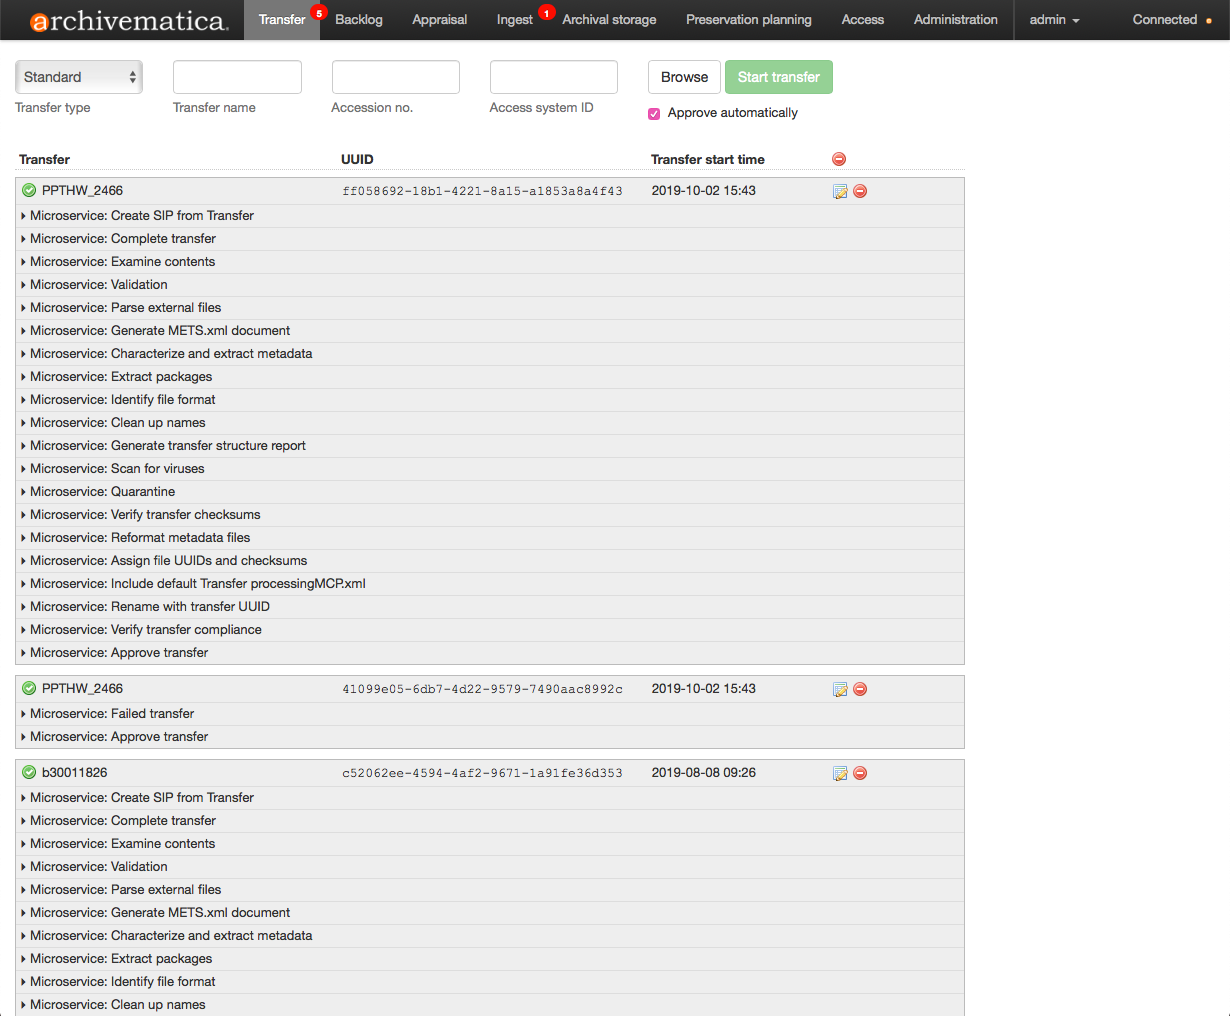 archivematica.
Transfer 5 Backlog Appraisal Ingest 1 Archival storage Preservation planning Access Administration admin Connected
Standard Browse Start transfer
Transfer type Transfer name Accession no. Access system ID Approve automatically
Transfer UUID Transfer start time
PPTHW_2466 ff058692-18b1-4221-8a15-a1853a8a4f43 2019-10-02 15:43
Microservice: Create SIP from Transfer
Microservice: Complete transfer
Microservice: Examine contents
Microservice: Validation
Microservice: Parse external files
Microservice: Generate METS.xml document
Microservice: Characterize and extract metadata
Microservice: Extract packages
Microservice: Identify file format
Microservice: Clean up names
Microservice: Generate transfer structure report
Microservice: Scan for viruses
Microservice: Quarantine
Microservice: Verify transfer checksums
Microservice: Reformat metadata files
Microservice: Assign file UUIDs and checksums
Microservice: Include default Transfer processingMCP.xml
Microservice: Rename with transfer UUID
Microservice: Verify transfer compliance
Microservice: Approve transfer
PPTHW_2466 41099e05-6db7-4d22-9579-7490aac8992c 2019-10-02 15:43
Microservice: Failed transfer
Microservice: Approve transfer
b30011826 c52062ee-4594-4af2-9671-1a91fe36d353 2019-08-08 09:26
Microservice: Create SIP from Transfer
Microservice: Complete transfer
Microservice: Examine contents
Microservice: Validation
Microservice: Parse external files
Microservice: Generate METS.xml document
Microservice: Characterize and extract metadata
Microservice: Extract packages
Microservice: Identify file format
Microservice: Clean up names